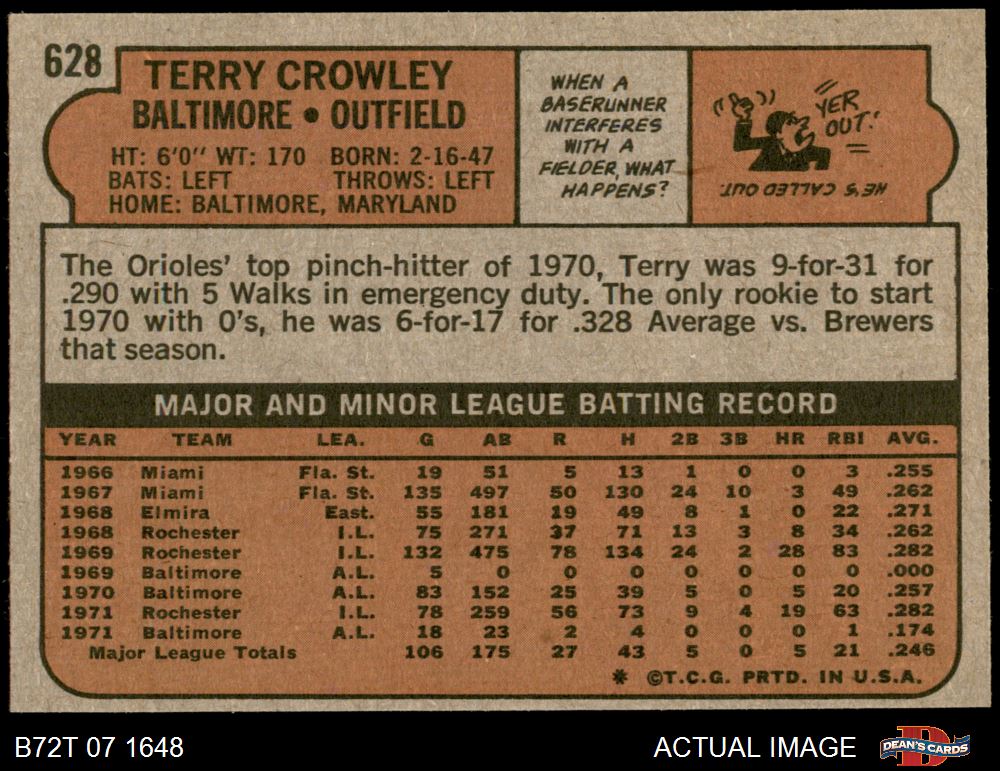 628
TERRY CROWLEY
BALTIMORE • OUTFIELD
HT: 6'0" WT: 170 BORN: 2-16-47
BATS: LEFT THROWS: LEFT
HOME: BALTIMORE, MARYLAND
WHEN A
BASERUNNER
INTERFERES
WITH A
FIELDER, WHAT
HAPPENS?
YER
OUT!
HE'S CALLED OUT.
The Orioles' top pinch-hitter of 1970, Terry was 9-for-31 for
.290 with 5 Walks in emergency duty. The only rookie to start
1970 with O's, he was 6-for-17 for .328 Average vs. Brewers
that season.
MAJOR AND MINOR LEAGUE BATTING RECORD
YEAR TEAM LEA. G AB R H 2B 3B HR RBI AVG.
1966 Miami Fla. St. 19 51 5 13 1 0 0 3 .255
1967 Miami Fla. St. 135 497 50 130 24 10 3 49 .262
1968 Elmira East. 55 181 19 49 8 1 0 22 .271
1968 Rochester I.L. 75 271 37 71 13 3 8 34 .262
1969 Rochester I.L. 132 475 78 134 24 2 28 83 .282
1969 Baltimore A.L. 5 0 0 0 0 0 0 0 .000
1970 Baltimore A.L. 83 152 25 39 5 0 5 20 .257
1971 Rochester I.L. 78 259 56 73 9 4 19 63 .282
1971 Baltimore A.L. 18 23 2 4 0 0 0 1 .174
Major League Totals 106 175 27 43 5 0 5 21 .246
* ©T.C.G. PRTD. IN U.S.A.
B72T 07 1648
ACTUAL IMAGE
DEAN'S CARDS